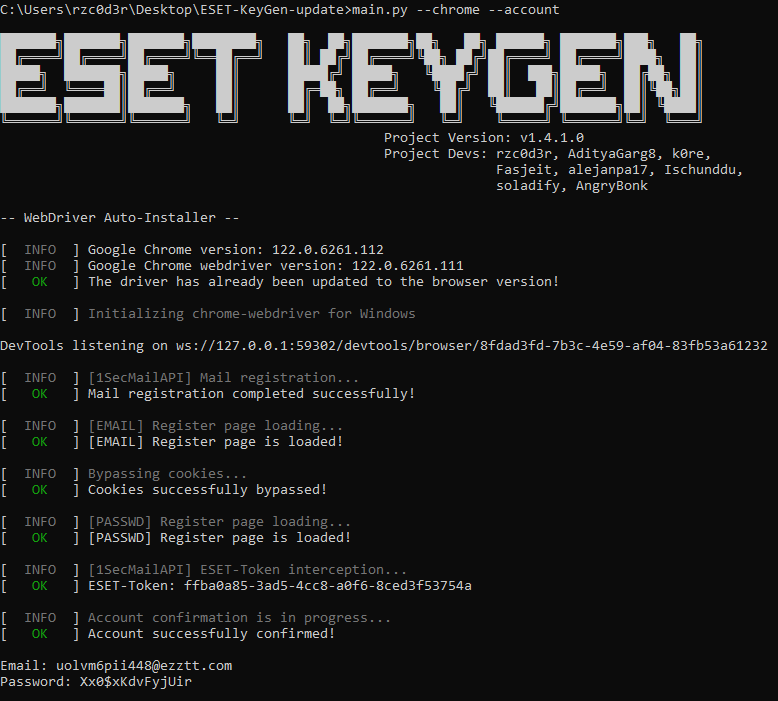 C:\Users\rzc0d3r\Desktop\ESET-KeyGen-update>main.py --chrome --account
ESET KEYGEN
Project Version: v1.4.1.0
Project Devs: rzc0d3r, AdityaGarg8, k0re,
Fasjeit, alejanpa17, Ischunddu,
soladify, AngryBonk
-- WebDriver Auto-Installer --
[  INFO  ] Google Chrome version: 122.0.6261.112
[  INFO  ] Google Chrome webdriver version: 122.0.6261.111
[   OK   ] The driver has already been updated to the browser version!
[  INFO  ] Initializing chrome-webdriver for Windows
DevTools listening on ws://127.0.0.1:59302/devtools/browser/8fdad3fd-7b3c-4e59-af04-83fb53a61232
[  INFO  ] [1SecMailAPI] Mail registration...
[   OK   ] Mail registration completed successfully!
[  INFO  ] [EMAIL] Register page loading...
[   OK   ] [EMAIL] Register page is loaded!
[  INFO  ] Bypassing cookies...
[   OK   ] Cookies successfully bypassed!
[  INFO  ] [PASSWD] Register page loading...
[   OK   ] [PASSWD] Register page is loaded!
[  INFO  ] [1SecMailAPI] ESET-Token interception...
[   OK   ] ESET-Token: ffba0a85-3ad5-4cc8-a0f6-8ced3f53754a
[  INFO  ] Account confirmation is in progress...
[   OK   ] Account successfully confirmed!
Email: uolvm6pii448@ezztt.com
Password: Xx0$xKdvFyjUir